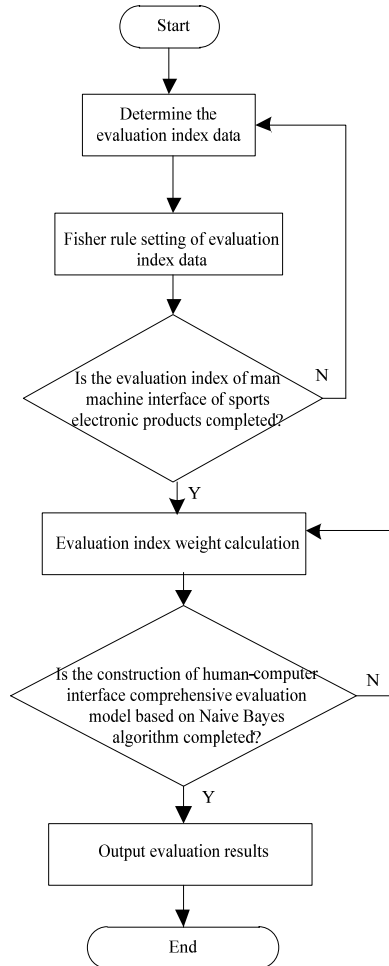 Start
Determine the
evaluation index data
Fisher rule setting of evaluation
index data
Is the evaluation index of man
machine interface of sports
electronic products completed?
N
Y
Evaluation index weight calculation
Is the construction of human-computer
interface comprehensive evaluation
model based on Naive Bayes
algorithm completed?
N
Y
Output evaluation results
End